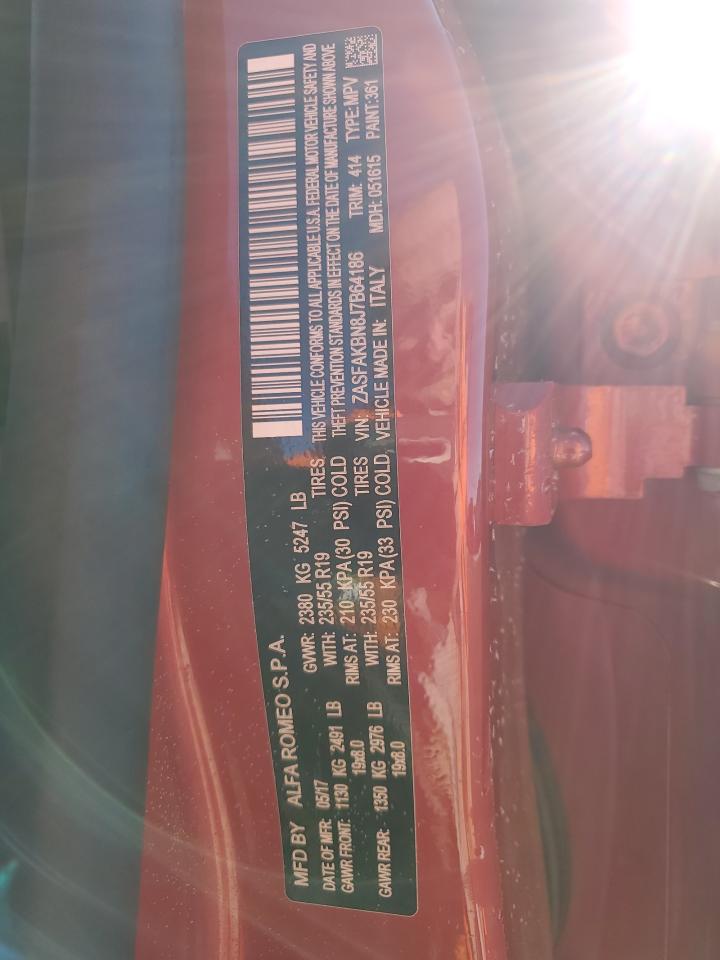 MFD BY ALFA ROMEO S.P.A.
DATE OF MFR: 05/17 GVWR: 2380 KG 5247 LB
GAWR FRONT: 1130 KG 2491 LB WITH: 235/55 R19 TIRES
19x8.0 RIMS AT: 210 KPA (30 PSI) COLD
GAWR REAR: 1350 KG 2976 LB WITH: 235/55 R19 TIRES
19x8.0 RIMS AT: 230 KPA (33 PSI) COLD
THIS VEHICLE CONFORMS TO ALL APPLICABLE U.S.A. FEDERAL MOTOR VEHICLE SAFETY AND
THEFT PREVENTION STANDARDS IN EFFECT ON THE DATE OF MANUFACTURE SHOWN ABOVE
VIN: ZASFAKBN8J7B64186 TRIM: 414 TYPE: MPV
VEHICLE MADE IN: ITALY MDH: 051615 PAINT: 361